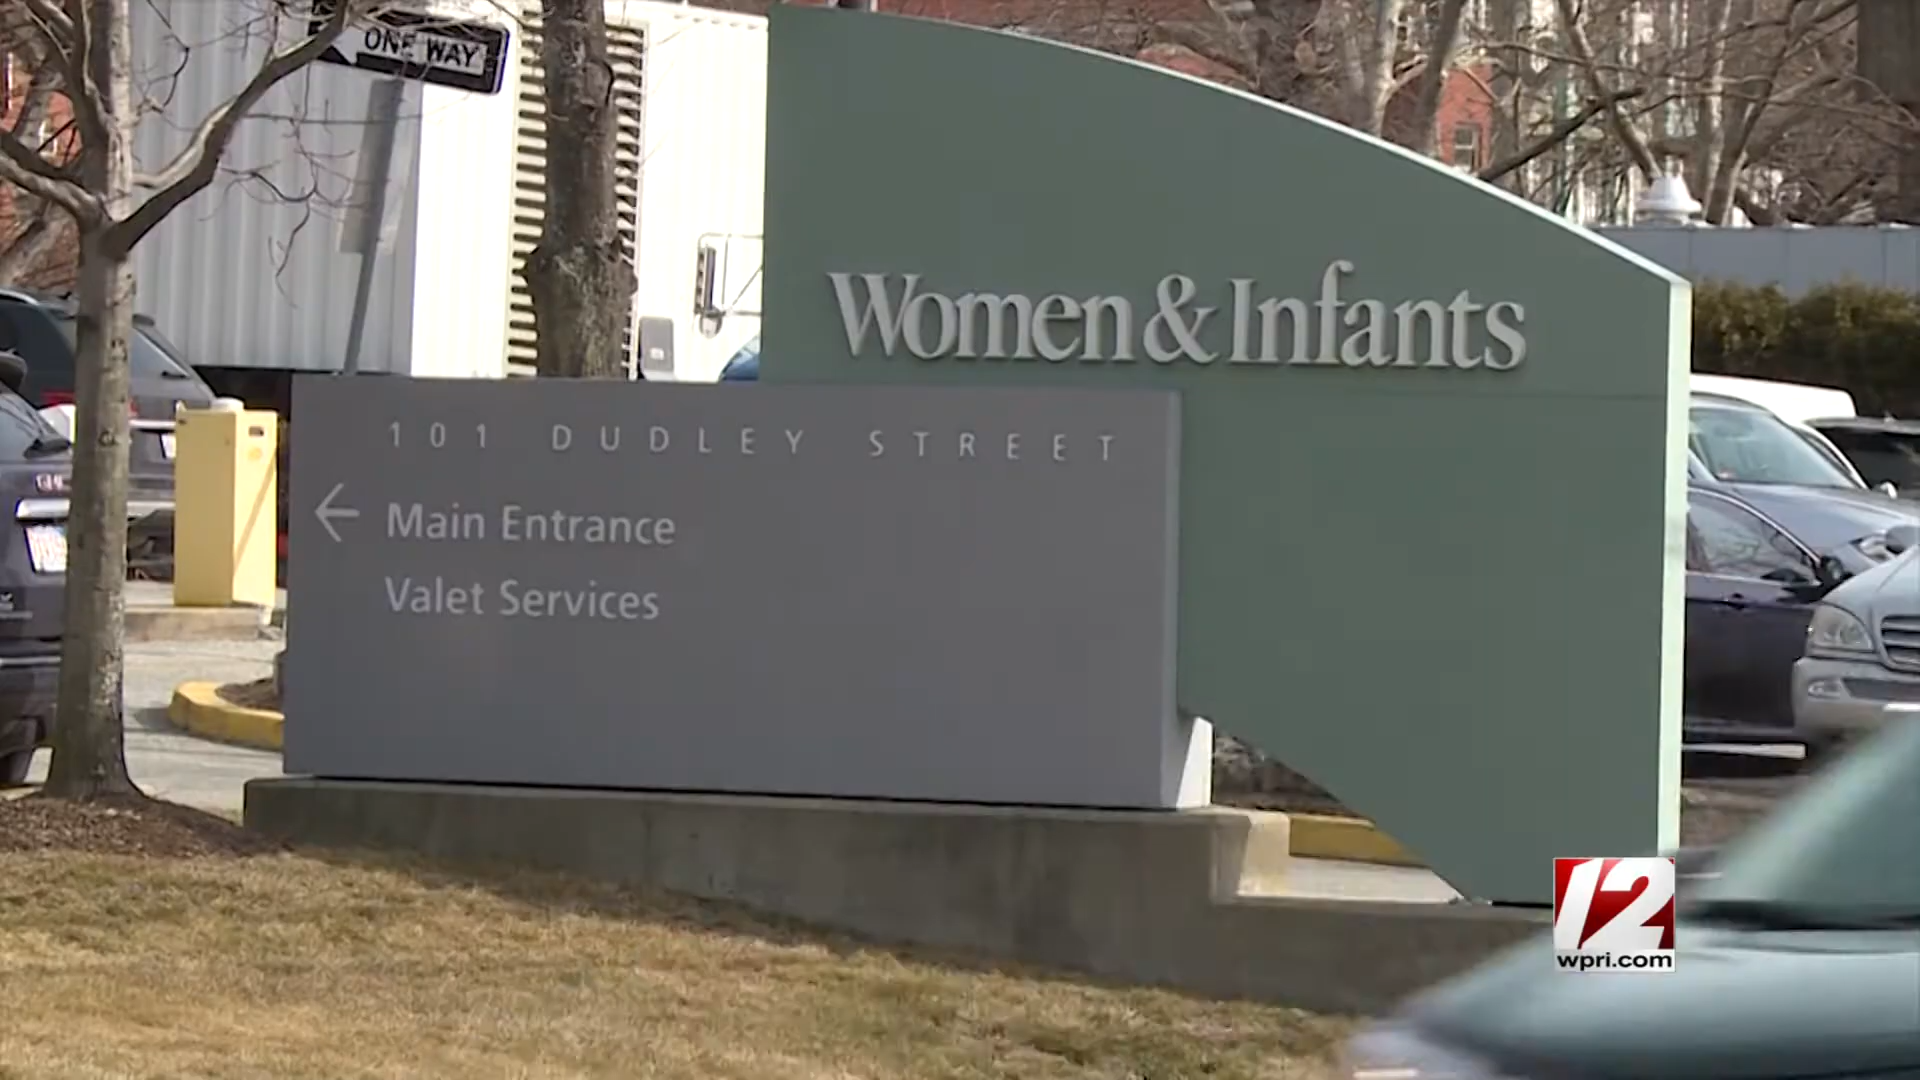 ONE WAY
Women & Infants
101 DUDLEY STREET
← Main Entrance
Valet Services
12
wpri.com